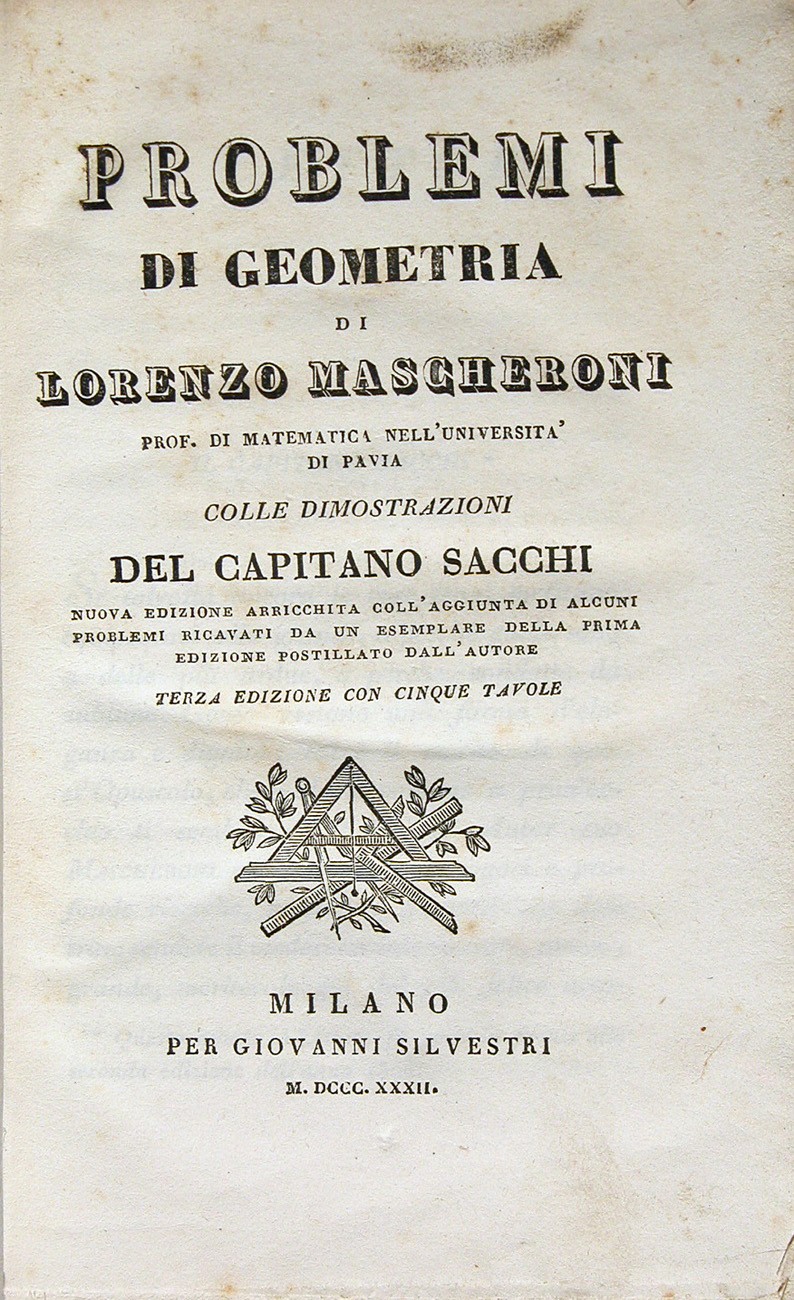 PROBLEMI
DI GEOMETRIA
DI
LORENZO MASCHERONI
PROF. DI MATEMATICA NELL'UNIVERSITA'
DI PAVIA
COLLE DIMOSTRAZIONI
DEL CAPITANO SACCHI
NUOVA EDIZIONE ARRICCHITA COLL'AGGIUNTA DI ALCUNI
PROBLEMI RICAVATI DA UN ESEMPLARE DELLA PRIMA
EDIZIONE POSTILLATO DALL'AUTORE
TERZA EDIZIONE CON CINQUE TAVOLE
MILANO
PER GIOVANNI SILVESTRI
M. DCCC. XXXII.